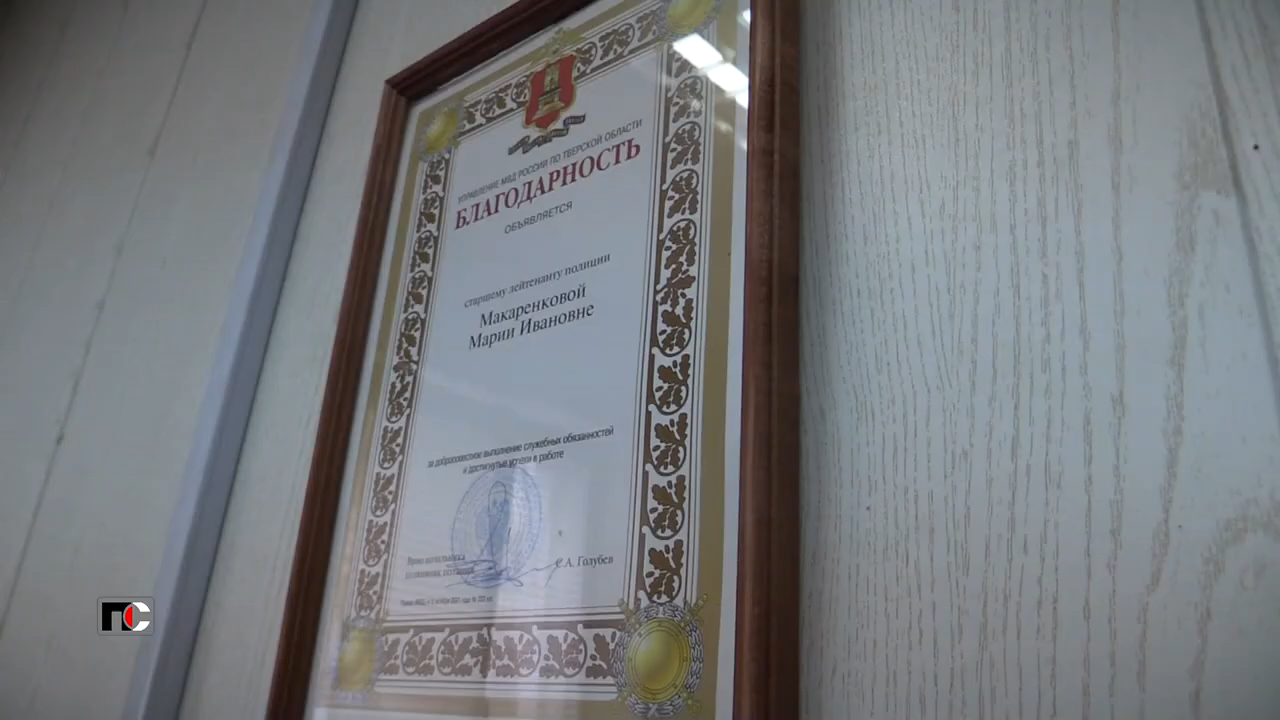 УПРАВЛЕНИЕ МВД РОССИИ ПО ТВЕРСКОЙ ОБЛАСТИ
БЛАГОДАРНОСТЬ
ОБЪЯВЛЯЕТСЯ
старшему лейтенанту полиции
Макаренковой
Марии Ивановне
за добросовестное выполнение служебных обязанностей
и достигнутые успехи в работе
С.А. Голубев
ПС